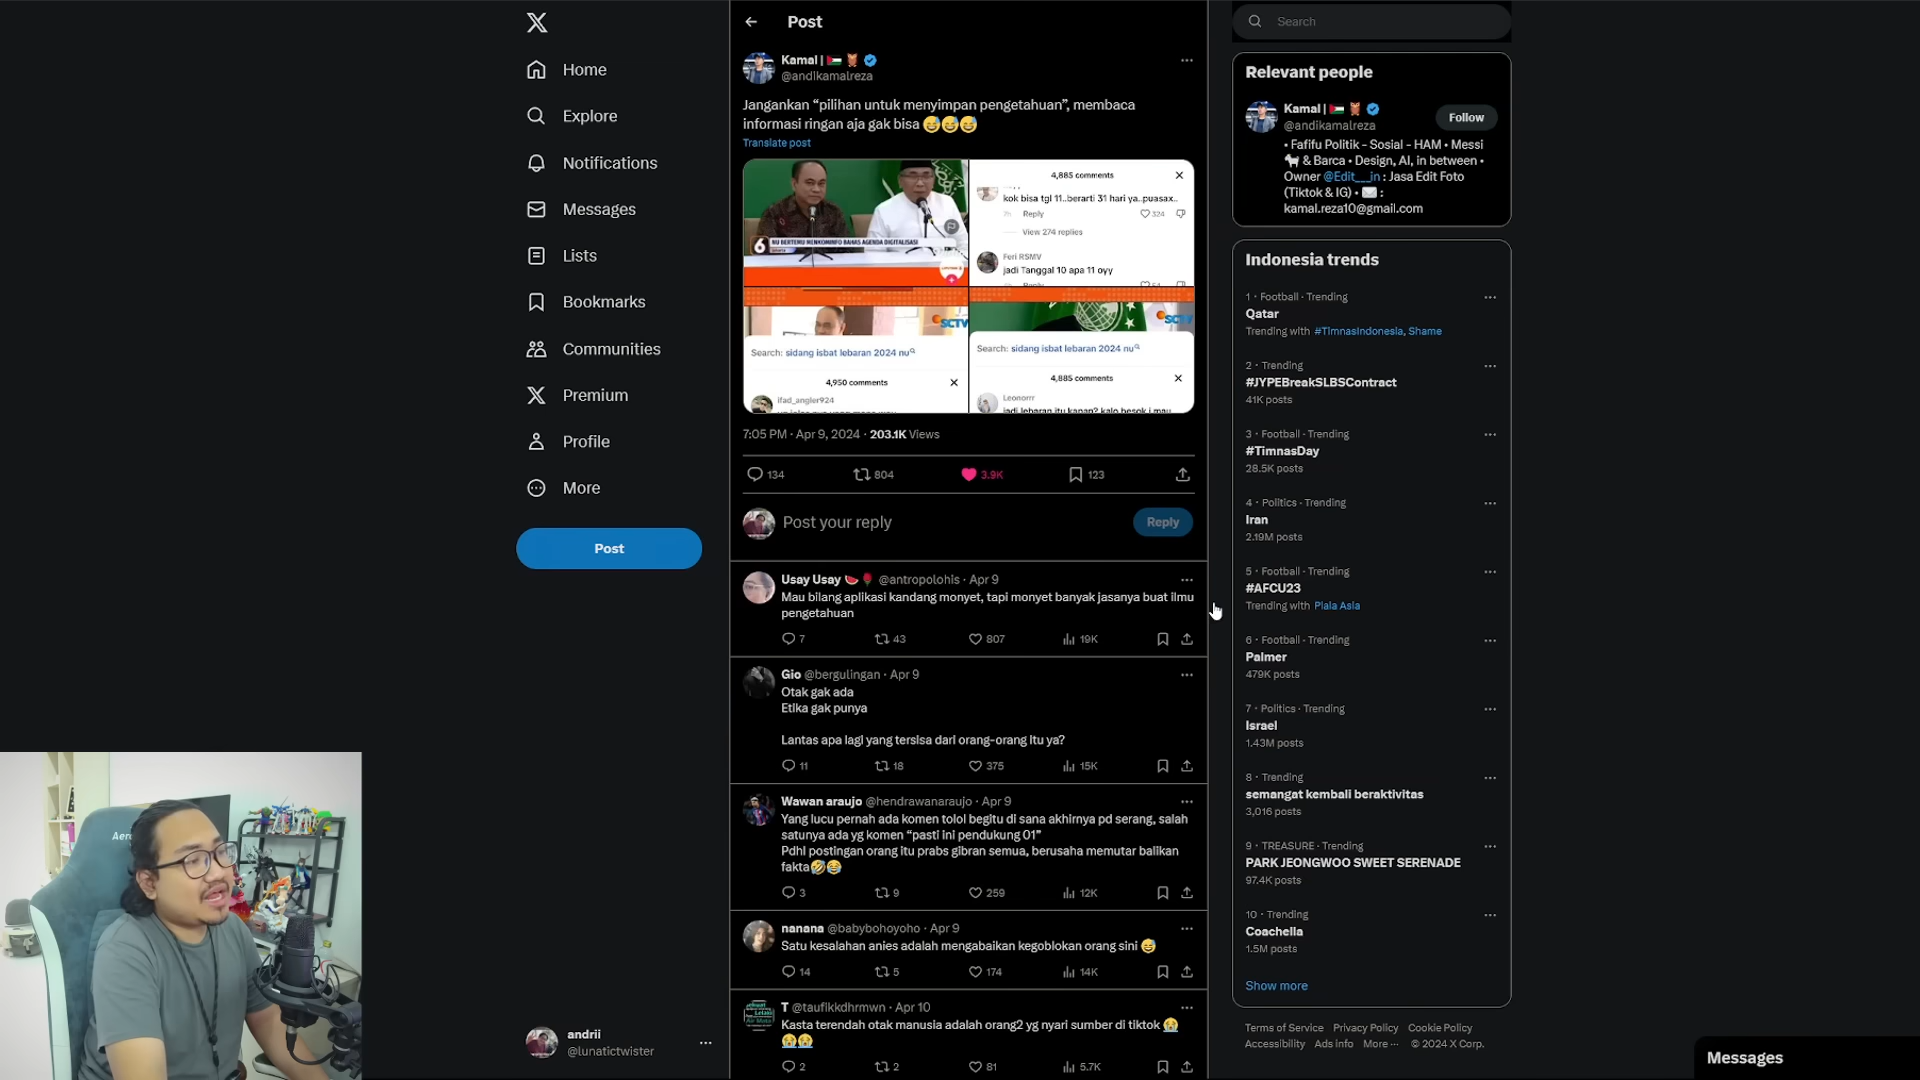 Home
Explore
Notifications
Messages
Lists
Bookmarks
Communities
Premium
Profile
More
Post
andrii
@lunatictwister
Post
Kamal |
@andikamalreza
Jangankan “pilihan untuk menyimpan pengetahuan”, membaca
informasi ringan aja gak bisa 😅😅😅
Translate post
NU BERTEMU MENKOMINFO BAHAS AGENDA DIGITALISASI
4,885 comments
kok bisa tgl 11..berarti 31 hari ya..puasax..
Reply
324
View 274 replies
Feri RSMV
jadi Tanggal 10 apa 11 oyy
Reply
SCTV
Search: sidang isbat lebaran 2024 nu
4,950 comments
ifad_angler924
SCTV
Search: sidang isbat lebaran 2024 nu
4,885 comments
Leonorrr
jadi lebaran itu kapan? kalo besok i mau
7:05 PM · Apr 9, 2024 · 203.1K Views
134
804
3.9K
123
Post your reply
Reply
Usay Usay 🍉🌹 @antropolohis · Apr 9
Mau bilang aplikasi kandang monyet, tapi monyet banyak jasanya buat ilmu
pengetahuan
7
43
807
19K
Gio @bergulingan · Apr 9
Otak gak ada
Etika gak punya
Lantas apa lagi yang tersisa dari orang-orang itu ya?
11
18
375
15K
Wawan araujo @hendrawanaraujo · Apr 9
Yang lucu pernah ada komen tolol begitu di sana akhirnya pd serang, salah
satunya ada yg komen “pasti ini pendukung 01”
Pdhl postingan orang itu prabs gibran semua, berusaha memutar balikan
fakta🤣😂
3
9
259
12K
nanana @babybohoyoho · Apr 9
Satu kesalahan anies adalah mengabaikan kegoblokan orang sini 😅
14
5
174
14K
T @taufikkdhrmwn · Apr 10
Kasta terendah otak manusia adalah orang2 yg nyari sumber di tiktok 😭
😭😭
2
2
81
5.7K
Search
Relevant people
Kamal |
@andikamalreza
Follow
• Fafifu Politik - Sosial - HAM • Messi
🐐 & Barca • Design, AI, in between •
Owner @Edit___in : Jasa Edit Foto
(Tiktok & IG) • ✉️ :
kamal.reza10@gmail.com
Indonesia trends
1 · Football · Trending
Qatar
Trending with #TimnasIndonesia, Shame
2 · Trending
#JYPEBreakSLBSContract
41K posts
3 · Football · Trending
#TimnasDay
28.5K posts
4 · Politics · Trending
Iran
2.19M posts
5 · Football · Trending
#AFCU23
Trending with Piala Asia
6 · Football · Trending
Palmer
479K posts
7 · Politics · Trending
Israel
1.43M posts
8 · Trending
semangat kembali beraktivitas
3,016 posts
9 · TREASURE · Trending
PARK JEONGWOO SWEET SERENADE
97.4K posts
10 · Trending
Coachella
1.5M posts
Show more
Terms of Service Privacy Policy Cookie Policy
Accessibility Ads info More ··· © 2024 X Corp.
Messages